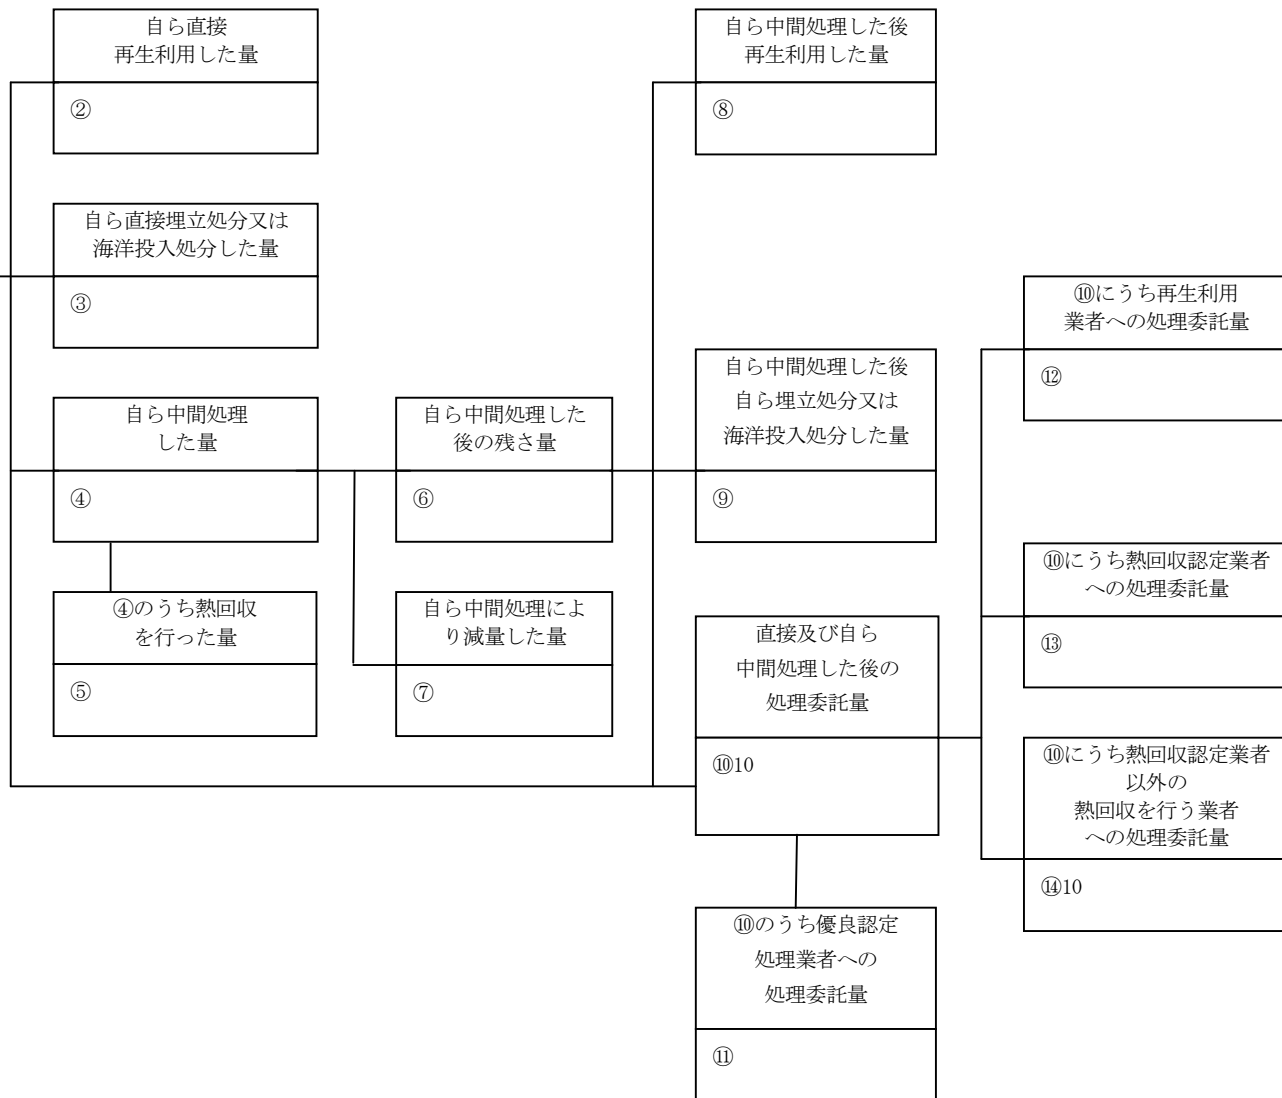 自ら直接
再生利用した量
②
自ら直接埋立処分又は
海洋投入処分した量
③
自ら中間処理
した量
④
④のうち熱回収
を行った量
⑤
自ら中間処理した
後の残さ量
⑥
自ら中間処理によ
り減量した量
⑦
自ら中間処理した後
再生利用した量
⑧
自ら中間処理した後
自ら埋立処分又は
海洋投入処分した量
⑨
直接及び自ら
中間処理した後の
処理委託量
⑩10
⑩のうち優良認定
処理業者への
処理委託量
⑪
⑩にうち再生利用
業者への処理委託量
⑫
⑩にうち熱回収認定業者
への処理委託量
⑬
⑩にうち熱回収認定業者
以外の
熱回収を行う業者
への処理委託量
⑭10